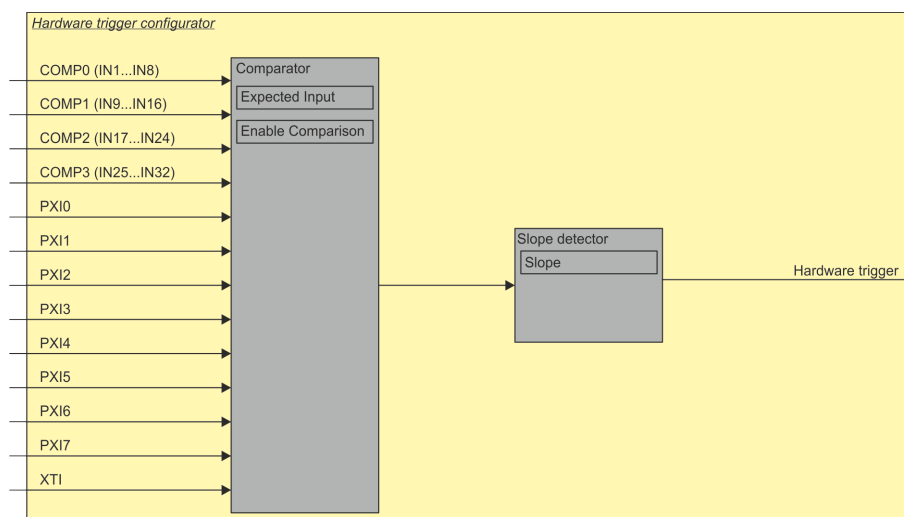 Hardware trigger configurator
COMP0 (IN1...IN8)
COMP1 (IN9...IN16)
COMP2 (IN17...IN24)
COMP3 (IN25...IN32)
PXI0
PXI1
PXI2
PXI3
PXI4
PXI5
PXI6
PXI7
XTI
Comparator
Expected Input
Enable Comparison
Slope detector
Slope
Hardware trigger